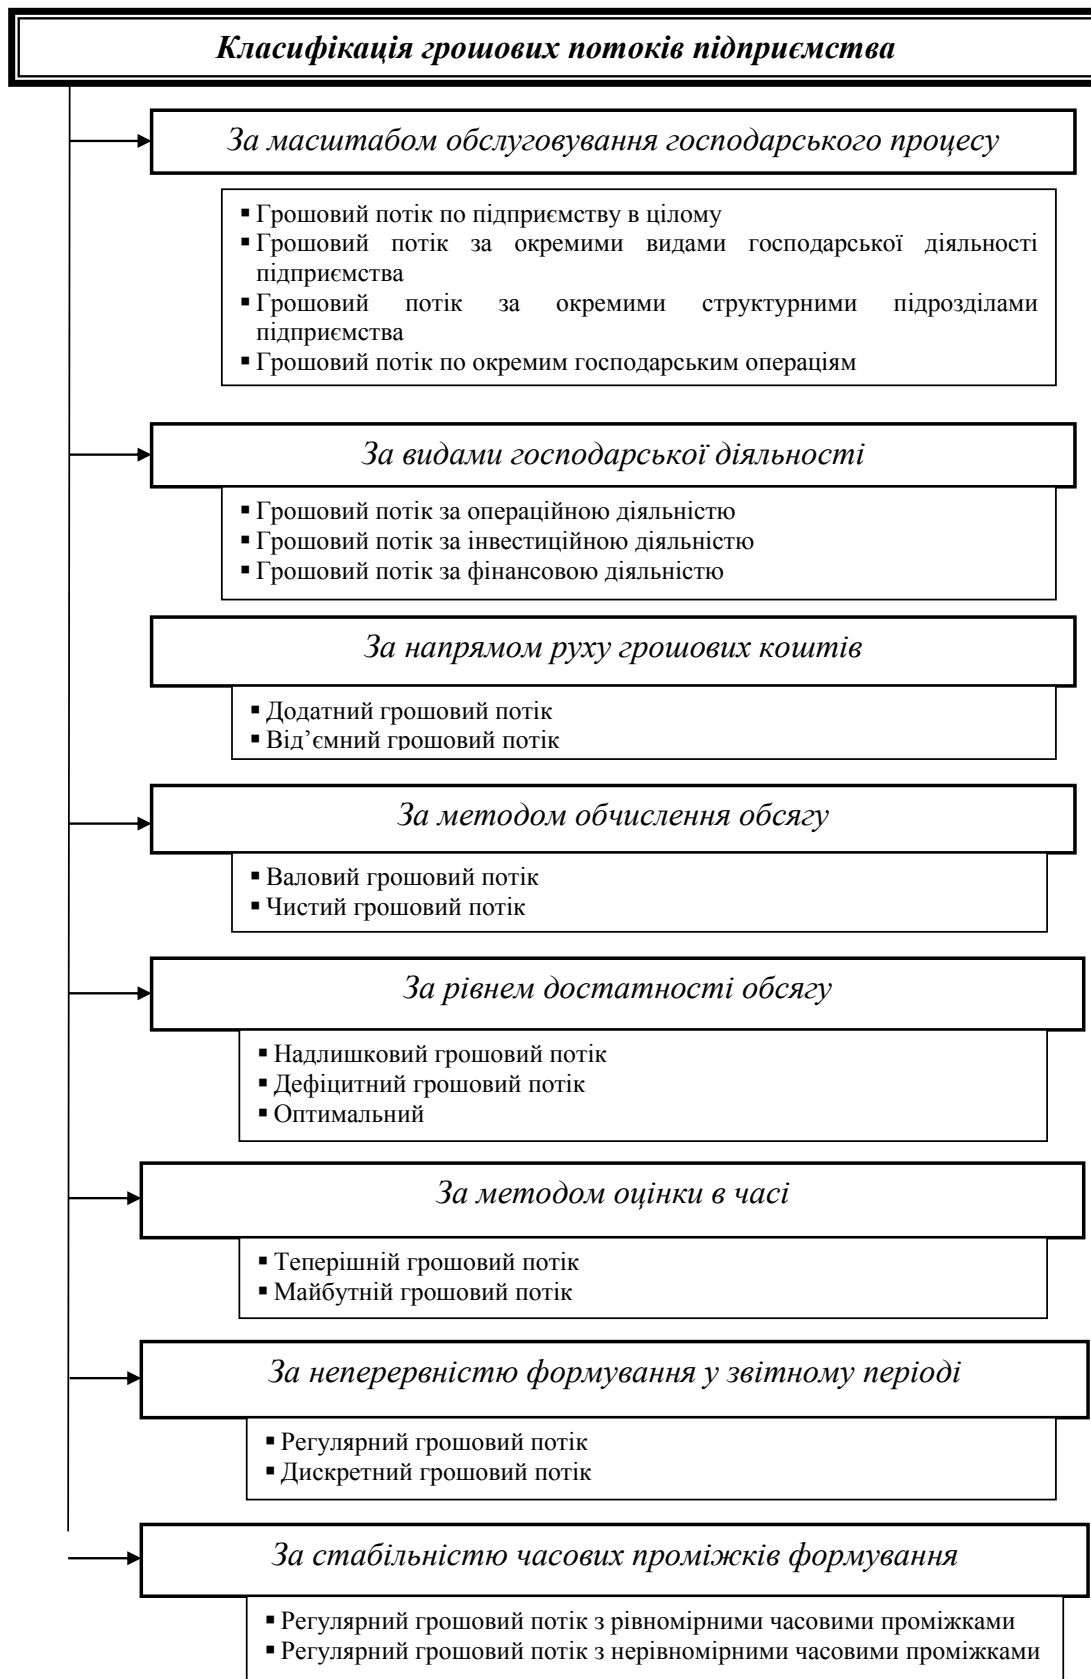 Класифікація грошових потоків підприємства
За масштабом обслуговування господарського процесу
▪ Грошовий потік по підприємству в цілому
▪ Грошовий потік за окремими видами господарської діяльності
підприємства
▪ Грошовий потік за окремими структурними підрозділами
підприємства
▪ Грошовий потік по окремим господарським операціям
За видами господарської діяльності
▪ Грошовий потік за операційною діяльністю
▪ Грошовий потік за інвестиційною діяльністю
▪ Грошовий потік за фінансовою діяльністю
За напрямом руху грошових коштів
▪ Додатний грошовий потік
▪ Від’ємний грошовий потік
За методом обчислення обсягу
▪ Валовий грошовий потік
▪ Чистий грошовий потік
За рівнем достатності обсягу
▪ Надлишковий грошовий потік
▪ Дефіцитний грошовий потік
▪ Оптимальний
За методом оцінки в часі
▪ Теперішній грошовий потік
▪ Майбутній грошовий потік
За неперервністю формування у звітному періоді
▪ Регулярний грошовий потік
▪ Дискретний грошовий потік
За стабільністю часових проміжків формування
▪ Регулярний грошовий потік з рівномірними часовими проміжками
▪ Регулярний грошовий потік з нерівномірними часовими проміжками